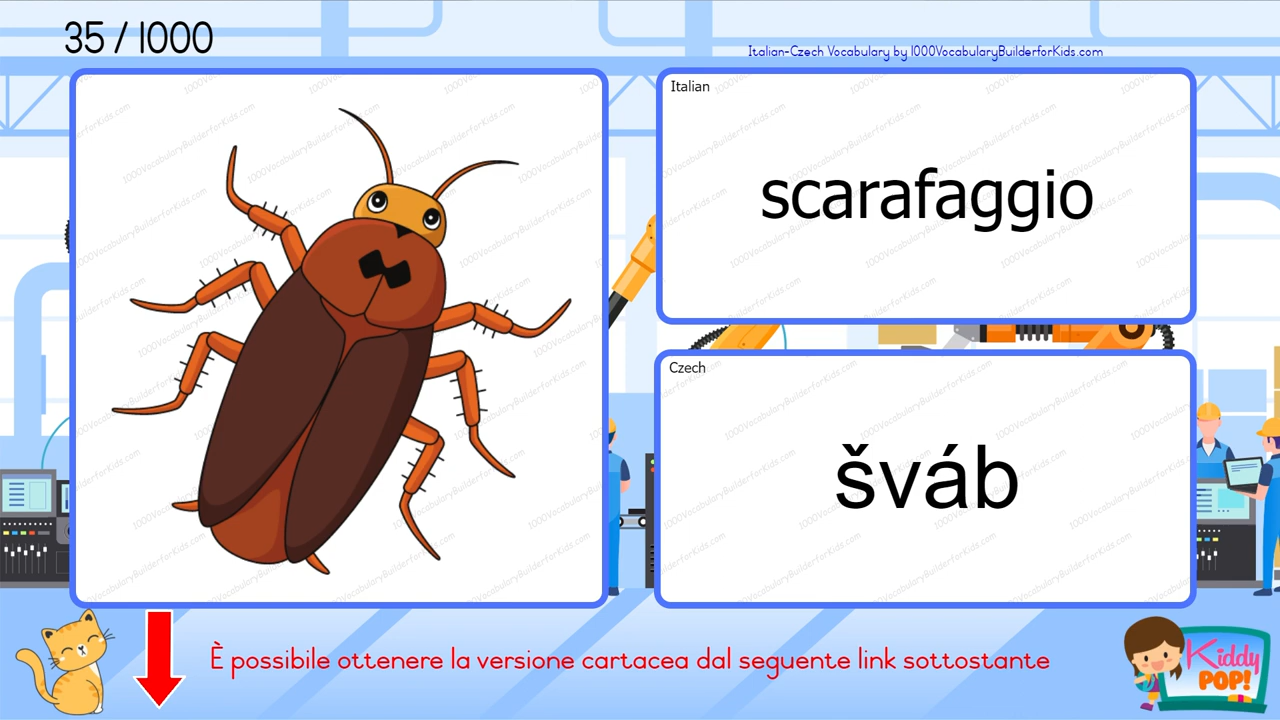 35 / 1000
Italian-Czech Vocabulary by 1000VocabularyBuilderforKids.com
Italian
scarafaggio
Czech
šváb
È possibile ottenere la versione cartacea dal seguente link sottostante
Kiddy
POP!